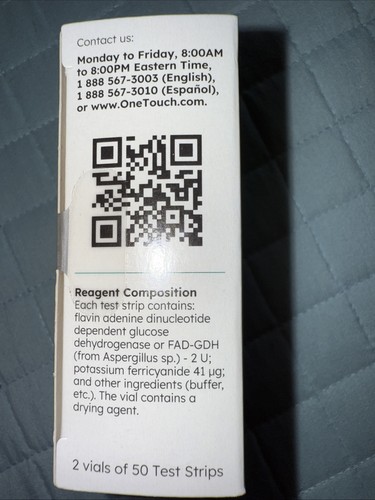 Contact us:
Monday to Friday, 8:00AM
to 8:00PM Eastern Time,
1 888 567-3003 (English),
1 888 567-3010 (Español),
or www.OneTouch.com.
Reagent Composition
Each test strip contains:
flavin adenine dinucleotide
dependent glucose
dehydrogenase or FAD-GDH
(from Aspergillus sp.) - 2 U;
potassium ferricyanide 41 µg;
and other ingredients (buffer,
etc.). The vial contains a
drying agent.
2 vials of 50 Test Strips